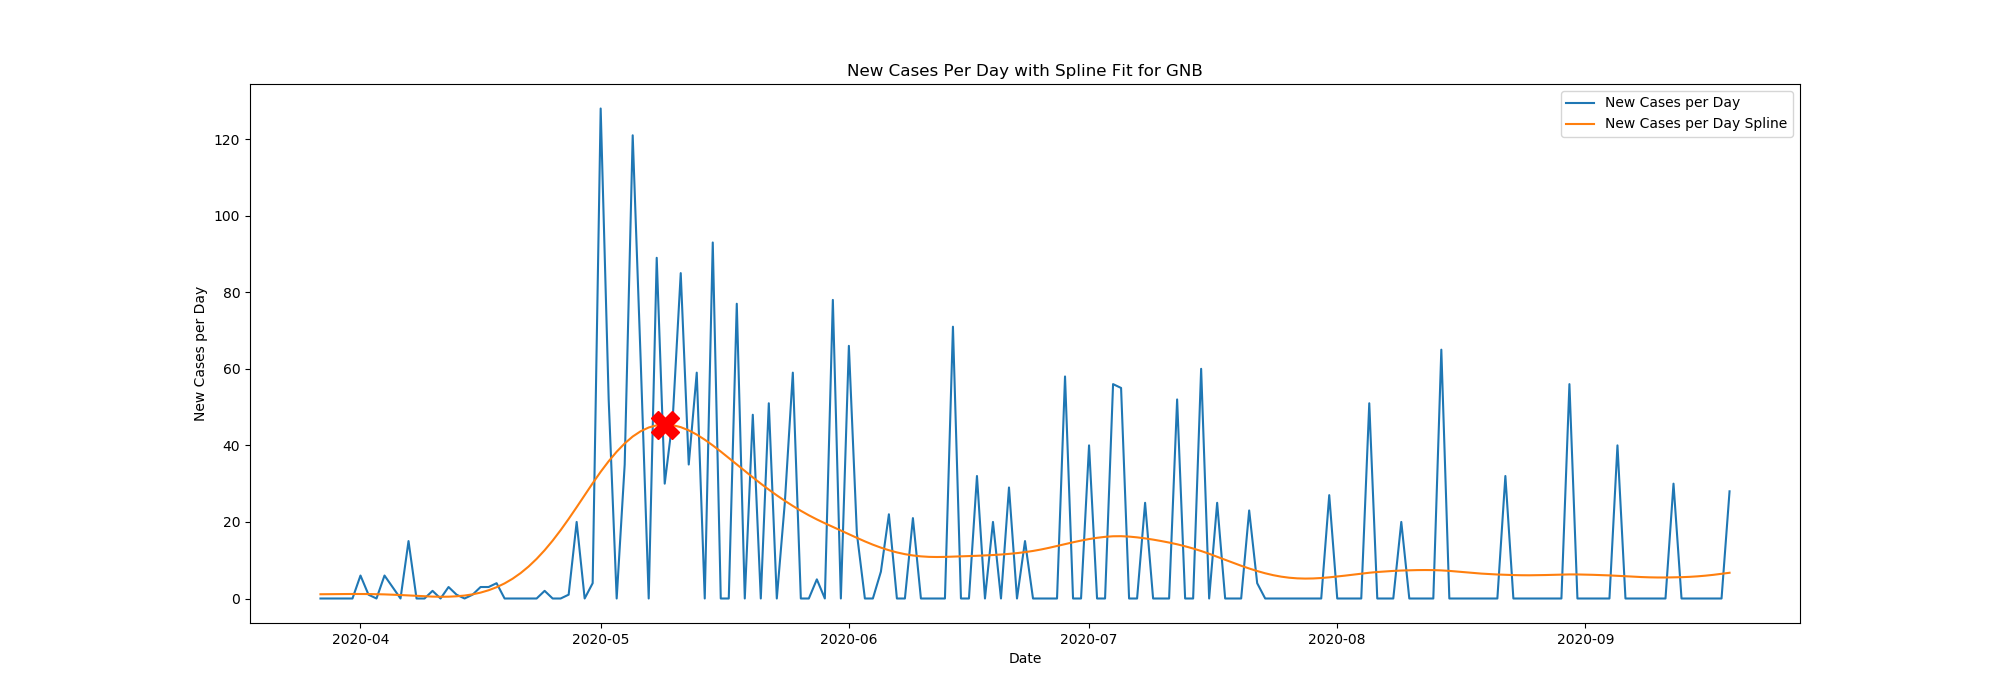 New Cases Per Day with Spline Fit for GNB
New Cases per Day
New Cases per Day Spline
120
100
80
60
40
20
0
New Cases per Day
2020-04 2020-05 2020-06 2020-07 2020-08 2020-09
Date